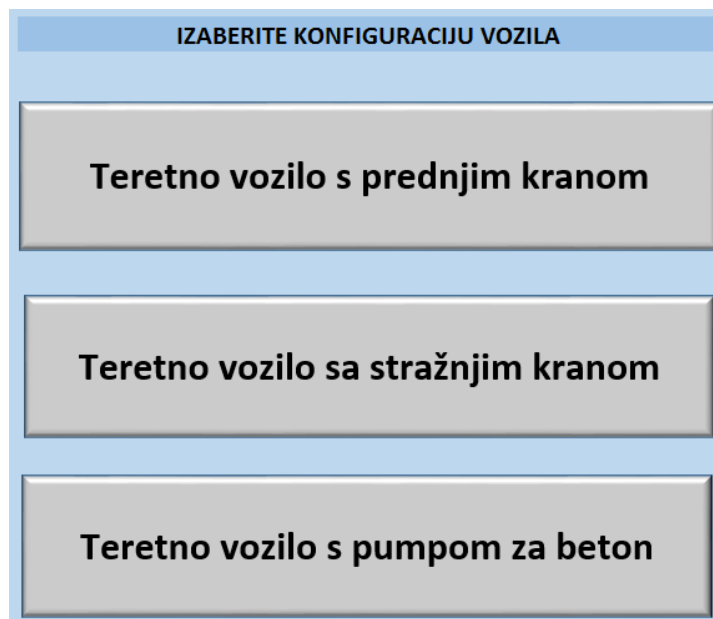 IZABERITE KONFIGURACIJU VOZILA
Teretno vozilo s prednjim kranom
Teretno vozilo sa stražnjim kranom
Teretno vozilo s pumpom za beton